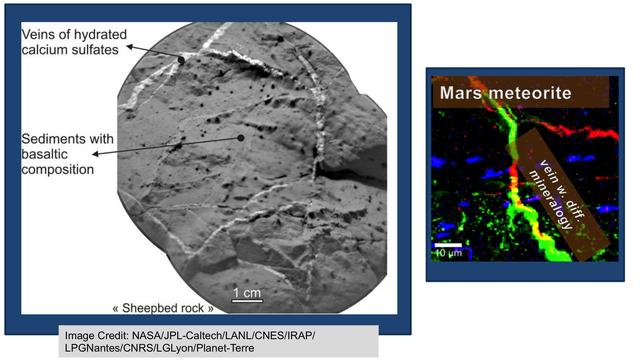 Veins of hydrated
calcium sulfates
Sediments with
basaltic
composition
1 cm
« Sheepbed rock »
Image Credit: NASA/JPL-Caltech/LANL/CNES/IRAP/
LPGNantes/CNRS/LGLyon/Planet-Terre
Mars meteorite
vein w. diff.
mineralogy
10 µm